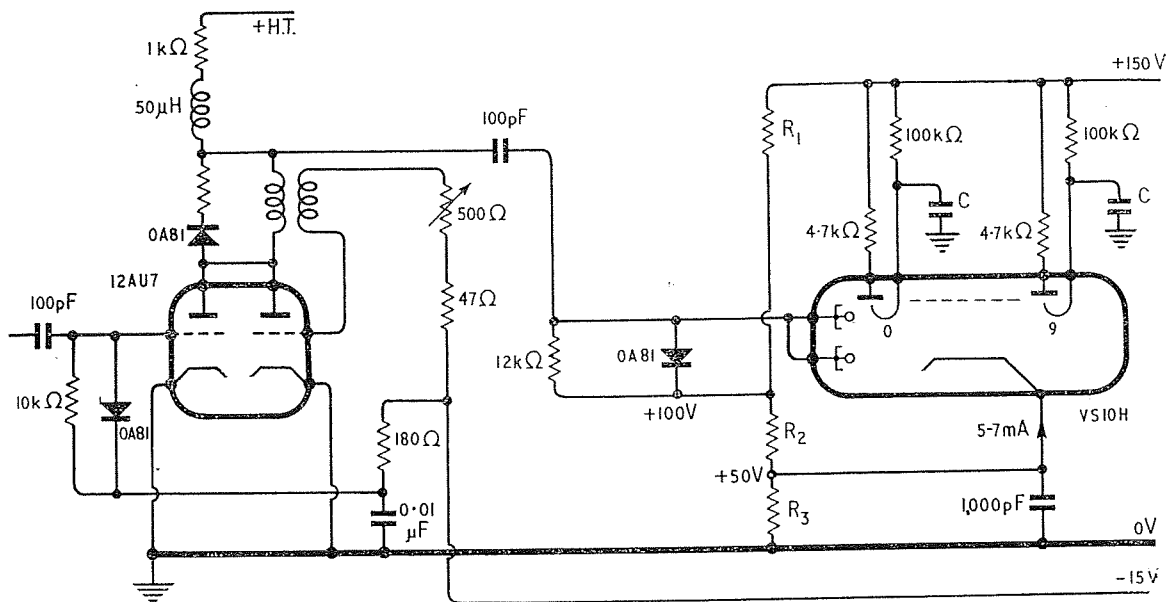 +H.T.
1kΩ
50μH
100pF
+150V
R1
100kΩ
100kΩ
C
C
500Ω
4·7kΩ
4·7kΩ
0A81
12AU7
100pF
47Ω
0
9
12kΩ
0A81
10kΩ
0A81
+100V
VS10H
180Ω
R2
5-7mA
+50V
0·01
μF
R3
1,000pF
0V
-15V